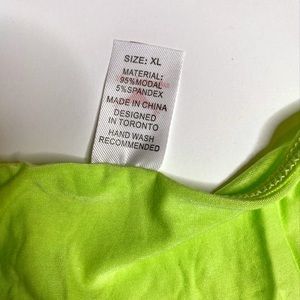 SIZE: XL
MATERIAL:
95%MODAL
5%SPANDEX
MADE IN CHINA
DESIGNED
IN TORONTO
HAND WASH
RECOMMENDED